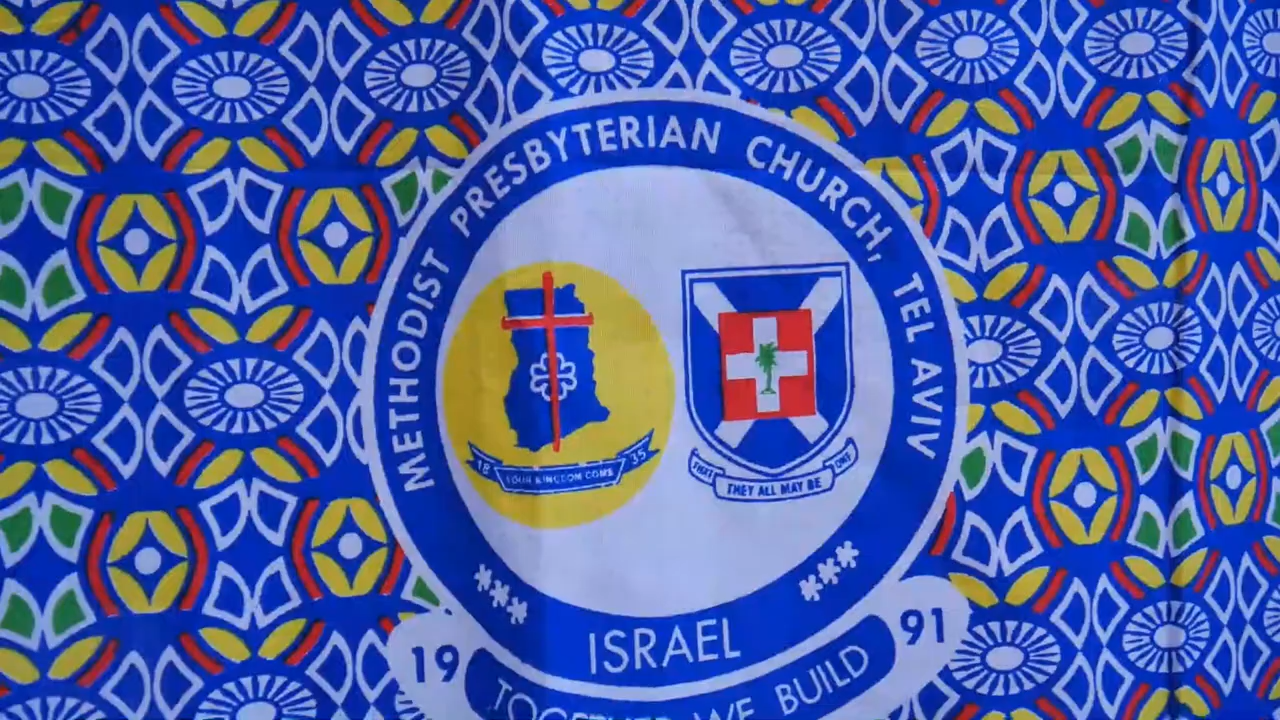 METHODIST PRESBYTERIAN CHURCH, TEL AVIV
18 YOUR KINGDOM COME 35
THAT THEY ALL MAY BE ONE
ISRAEL
19 91
TOGETHER WE BUILD